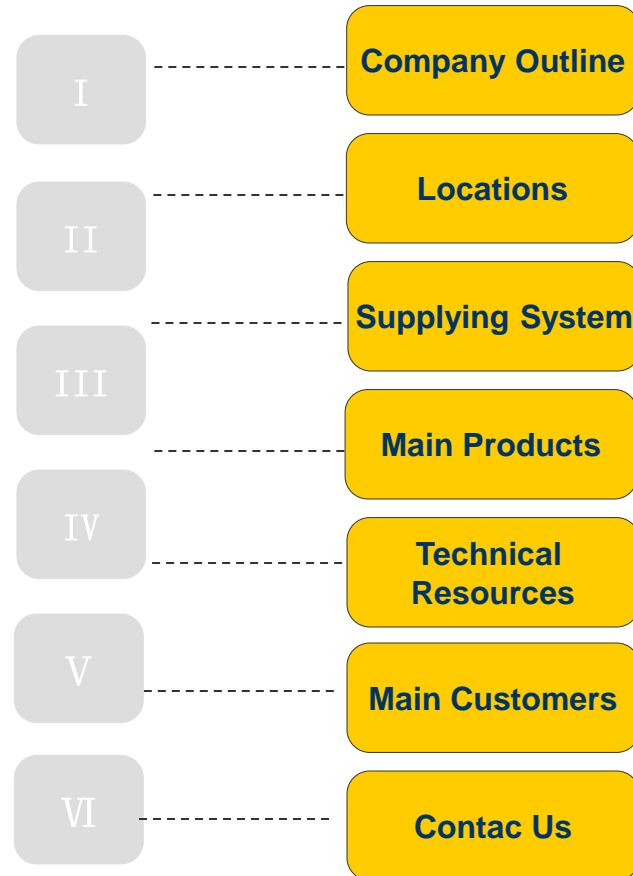 I
Company Outline
Locations
II
Supplying System
III
Main Products
IV
Technical
Resources
V
Main Customers
VI
Contac Us